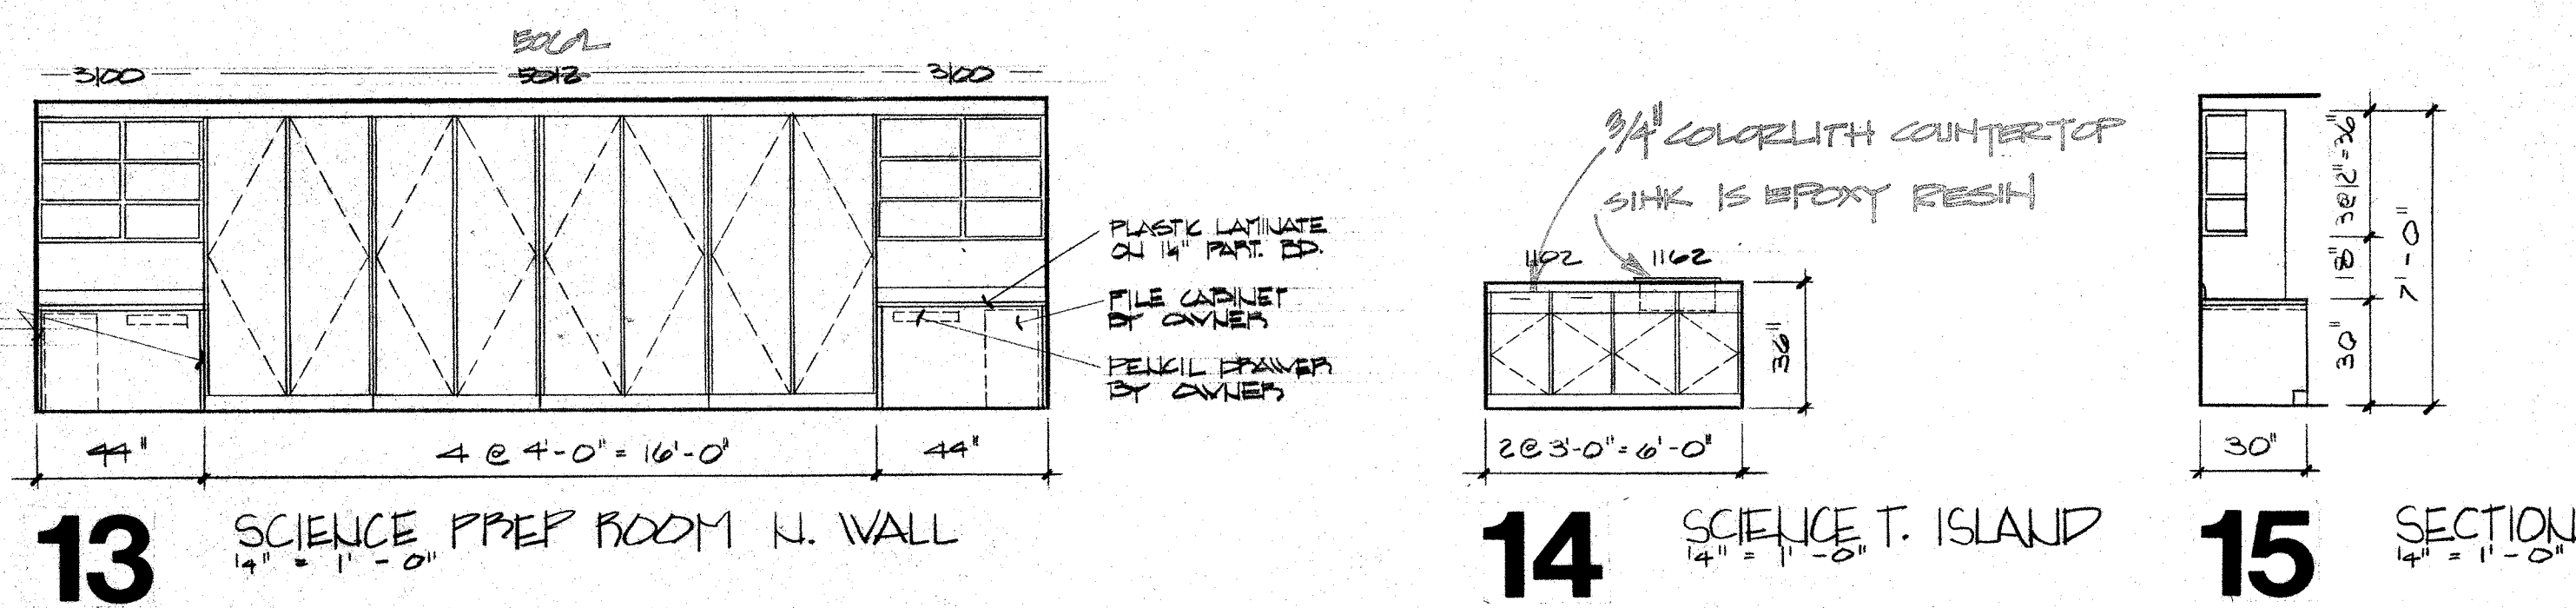 3100
5062
5012
3100
PLASTIC LAMINATE
ON 1¼" PART. BD.
FILE CABINET
BY OWNER
PENCIL DRAWER
BY OWNER
44"
4 @ 4'-0" = 16'-0"
44"
13
SCIENCE PREP ROOM N. WALL
¼" = 1'-0"
3/4" COLORLITH COUNTERTOP
SINK IS EPOXY RESIN
1102
1162
36"
2@3'-0"=6'-0"
14
SCIENCE T. ISLAND
¼" = 1'-0"
3@12"=36"
18"
30"
7'-0"
30"
15
SECTION
¼" = 1'-0"